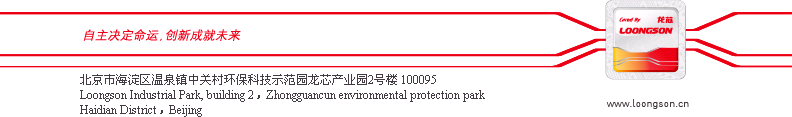 自主决定命运,创新成就未来
Cored By 龙芯
LOONGSON
北京市海淀区温泉镇中关村环保科技示范园龙芯产业园2号楼 100095
Loongson Industrial Park, building 2，Zhongguancun environmental protection park
Haidian District，Beijing
www.loongson.cn